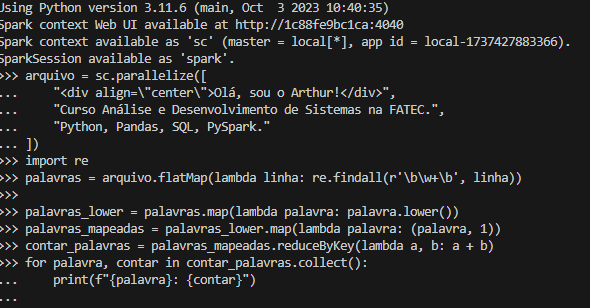 Using Python version 3.11.6 (main, Oct  3 2023 10:40:35)
Spark context Web UI available at http://1c88fe9bc1ca:4040
Spark context available as 'sc' (master = local[*], app id = local-1737427883366).
SparkSession available as 'spark'.
>>> arquivo = sc.parallelize([
...     "<div align=\"center\">Olá, sou o Arthur!</div>",
...     "Curso Análise e Desenvolvimento de Sistemas na FATEC.",
...     "Python, Pandas, SQL, PySpark."
... ])
>>> import re
>>> palavras = arquivo.flatMap(lambda linha: re.findall(r'\b\w+\b', linha))
>>>
>>> palavras_lower = palavras.map(lambda palavra: palavra.lower())
>>> palavras_mapeadas = palavras_lower.map(lambda palavra: (palavra, 1))
>>> contar_palavras = palavras_mapeadas.reduceByKey(lambda a, b: a + b)
>>> for palavra, contar in contar_palavras.collect():
...     print(f"{palavra}: {contar}")
...